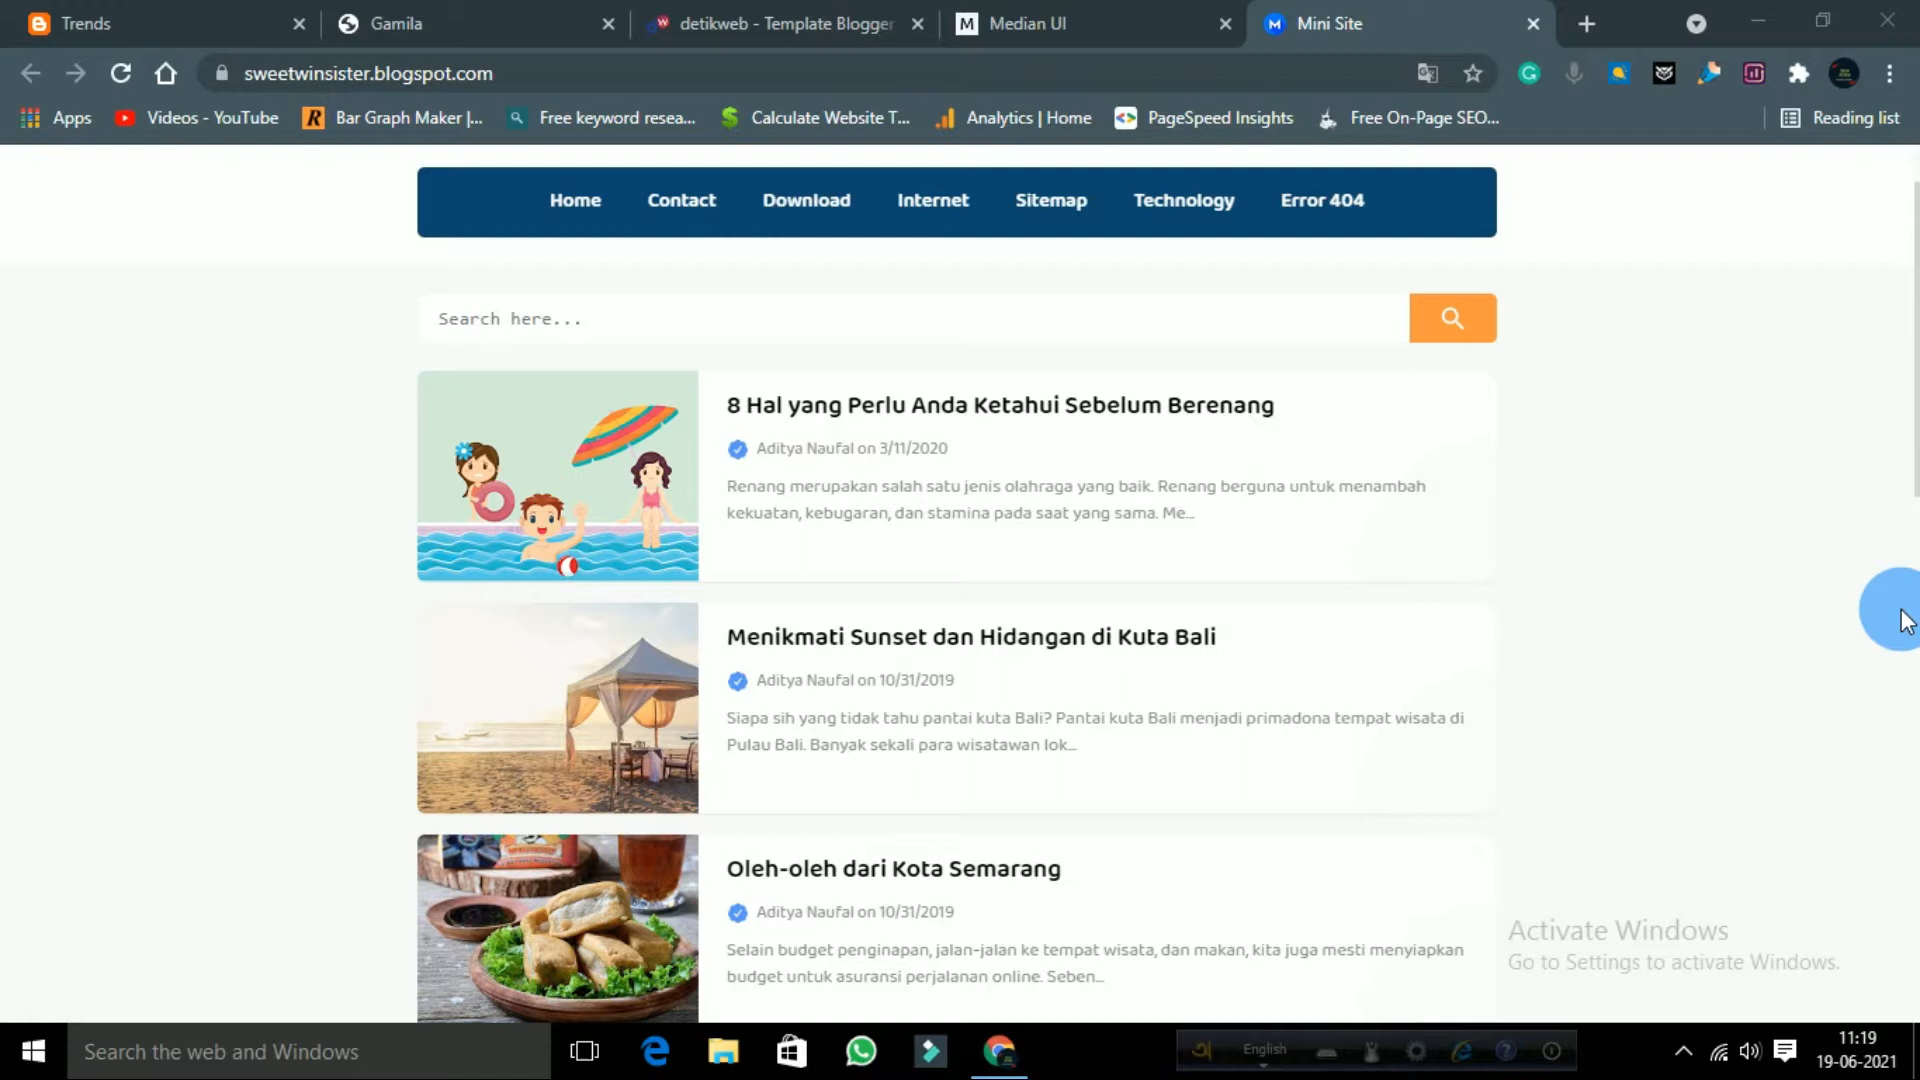 Trends
Gamila
detikweb - Template Blogger
Median UI
Mini Site
sweetwinsister.blogspot.com
Apps
Videos - YouTube
Bar Graph Maker |...
Free keyword resea...
Calculate Website T...
Analytics | Home
PageSpeed Insights
Free On-Page SEO...
Reading list
Home Contact Download Internet Sitemap Technology Error 404
Search here...
8 Hal yang Perlu Anda Ketahui Sebelum Berenang
Aditya Naufal on 3/11/2020
Renang merupakan salah satu jenis olahraga yang baik. Renang berguna untuk menambah
kekuatan, kebugaran, dan stamina pada saat yang sama. Me...
Menikmati Sunset dan Hidangan di Kuta Bali
Aditya Naufal on 10/31/2019
Siapa sih yang tidak tahu pantai kuta Bali? Pantai kuta Bali menjadi primadona tempat wisata di
Pulau Bali. Banyak sekali para wisatawan lok...
Oleh-oleh dari Kota Semarang
Aditya Naufal on 10/31/2019
Selain budget penginapan, jalan-jalan ke tempat wisata, dan makan, kita juga mesti menyiapkan
budget untuk asuransi perjalanan online. Seben...
Activate Windows
Go to Settings to activate Windows.
Search the web and Windows
English
11:19
19-06-2021